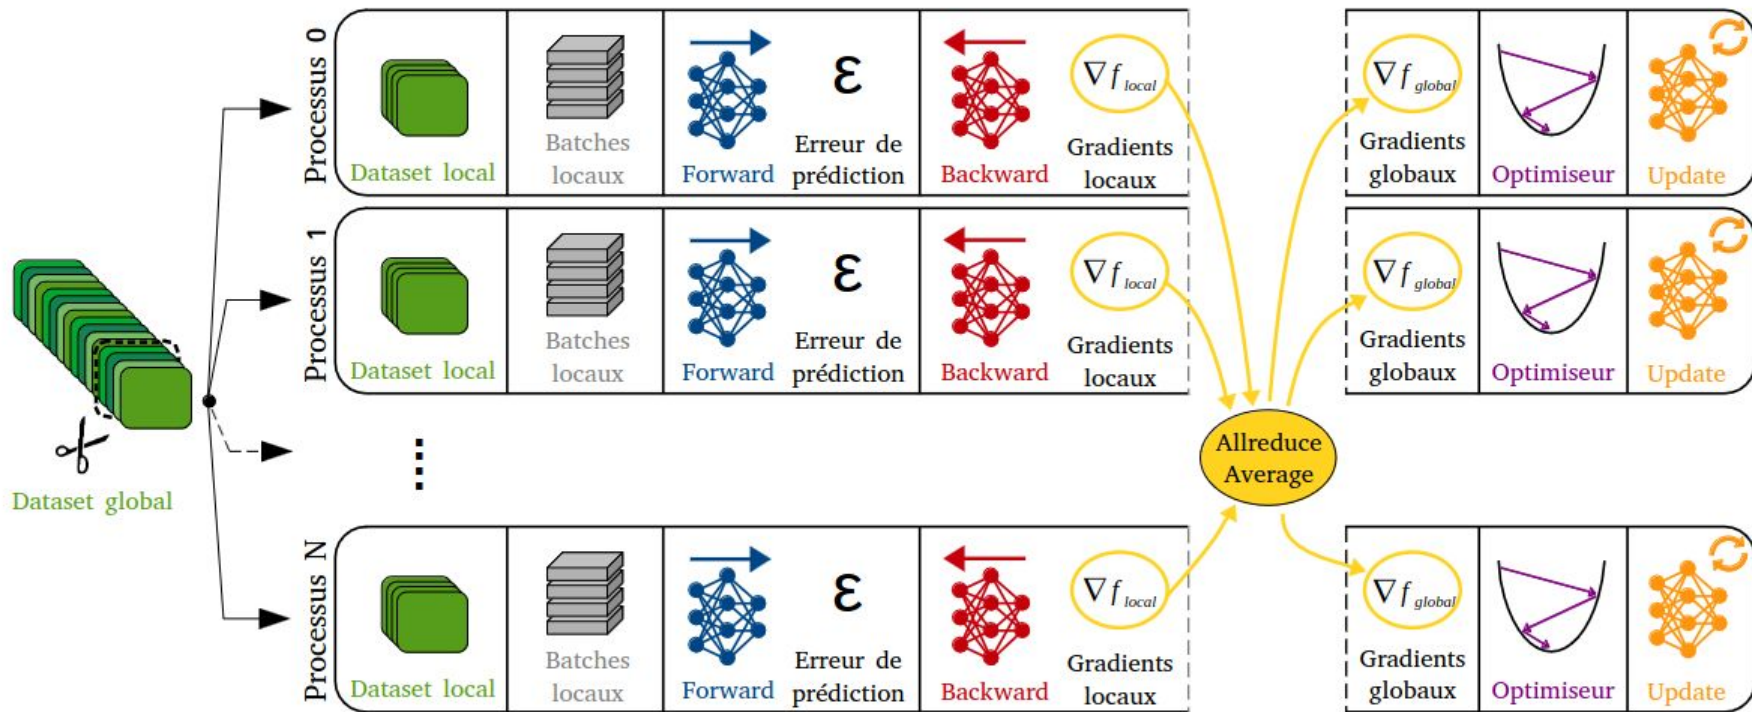 Dataset global
Processus 0
Dataset local
Batches
locaux
Forward
ε
Erreur de
prédiction
Backward
∇f local
Gradients
locaux
∇f global
Gradients
globaux
Optimiseur
Update
Processus 1
Dataset local
Batches
locaux
Forward
ε
Erreur de
prédiction
Backward
∇f local
Gradients
locaux
∇f global
Gradients
globaux
Optimiseur
Update
Allreduce
Average
Processus N
Dataset local
Batches
locaux
Forward
ε
Erreur de
prédiction
Backward
∇f local
Gradients
locaux
∇f global
Gradients
globaux
Optimiseur
Update